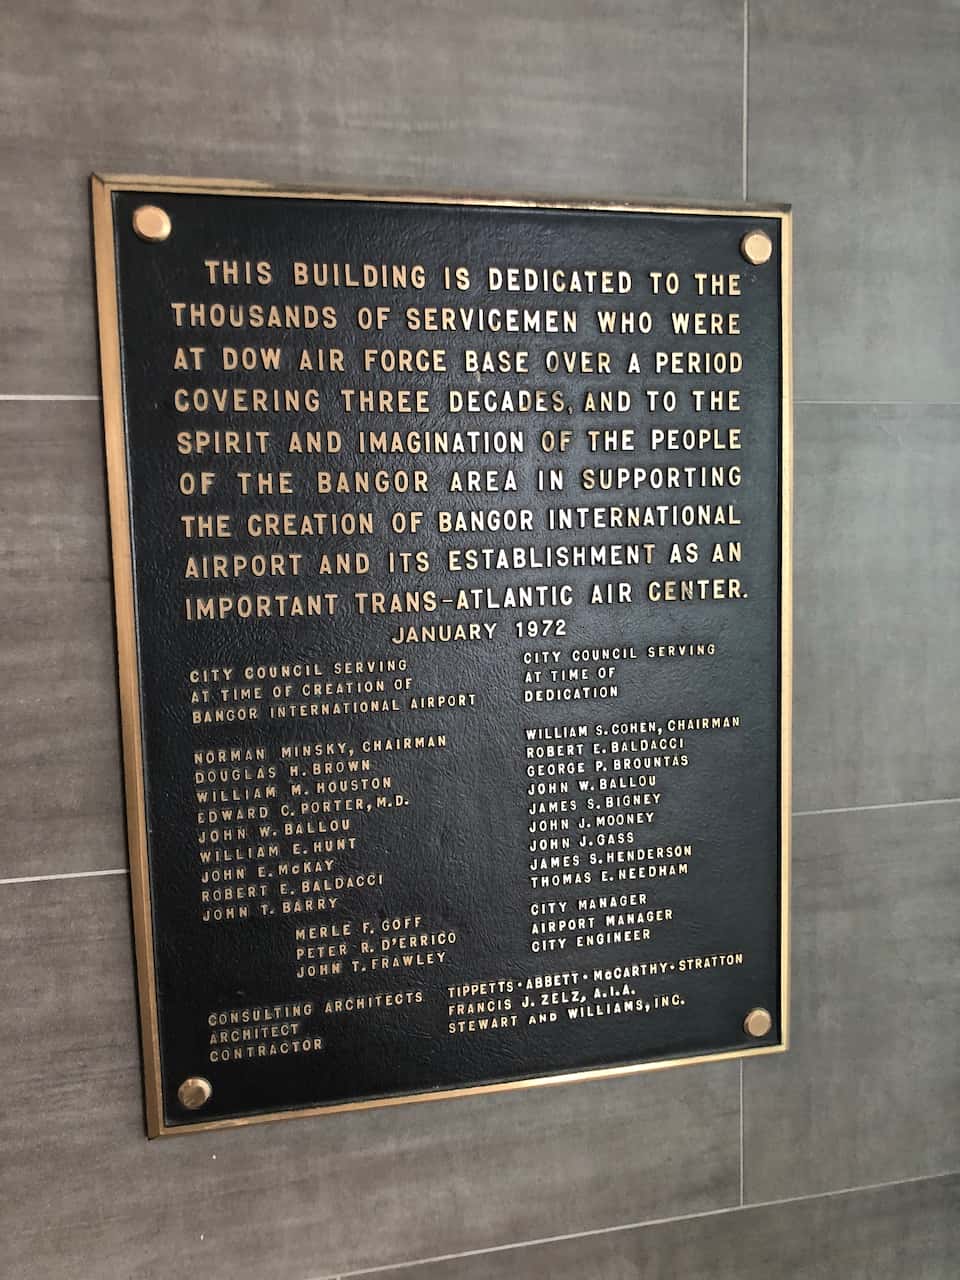 THIS BUILDING IS DEDICATED TO THE
THOUSANDS OF SERVICEMEN WHO WERE
AT DOW AIR FORCE BASE OVER A PERIOD
COVERING THREE DECADES, AND TO THE
SPIRIT AND IMAGINATION OF THE PEOPLE
OF THE BANGOR AREA IN SUPPORTING
THE CREATION OF BANGOR INTERNATIONAL
AIRPORT AND ITS ESTABLISHMENT AS AN
IMPORTANT TRANS-ATLANTIC AIR CENTER.
JANUARY 1972
CITY COUNCIL SERVING
AT TIME OF CREATION OF
BANGOR INTERNATIONAL AIRPORT
NORMAN MINSKY, CHAIRMAN
DOUGLAS H. BROWN
WILLIAM M. HOUSTON
EDWARD C. PORTER, M.D.
JOHN W. BALLOU
WILLIAM E. HUNT
JOHN E. McKAY
ROBERT E. BALDACCI
JOHN T. BARRY
CITY COUNCIL SERVING
AT TIME OF
DEDICATION
WILLIAM S. COHEN, CHAIRMAN
ROBERT E. BALDACCI
GEORGE P. BROUNTAS
JOHN W. BALLOU
JAMES S. BIGNEY
JOHN J. MOONEY
JOHN J. GASS
JAMES S. HENDERSON
THOMAS E. NEEDHAM
MERLE F. GOFF CITY MANAGER
PETER R. D'ERRICO AIRPORT MANAGER
JOHN T. FRAWLEY CITY ENGINEER
CONSULTING ARCHITECTS TIPPETTS·ABBETT·McCARTHY·STRATTON
ARCHITECT FRANCIS J. ZELZ, A.I.A.
CONTRACTOR STEWART AND WILLIAMS, INC.